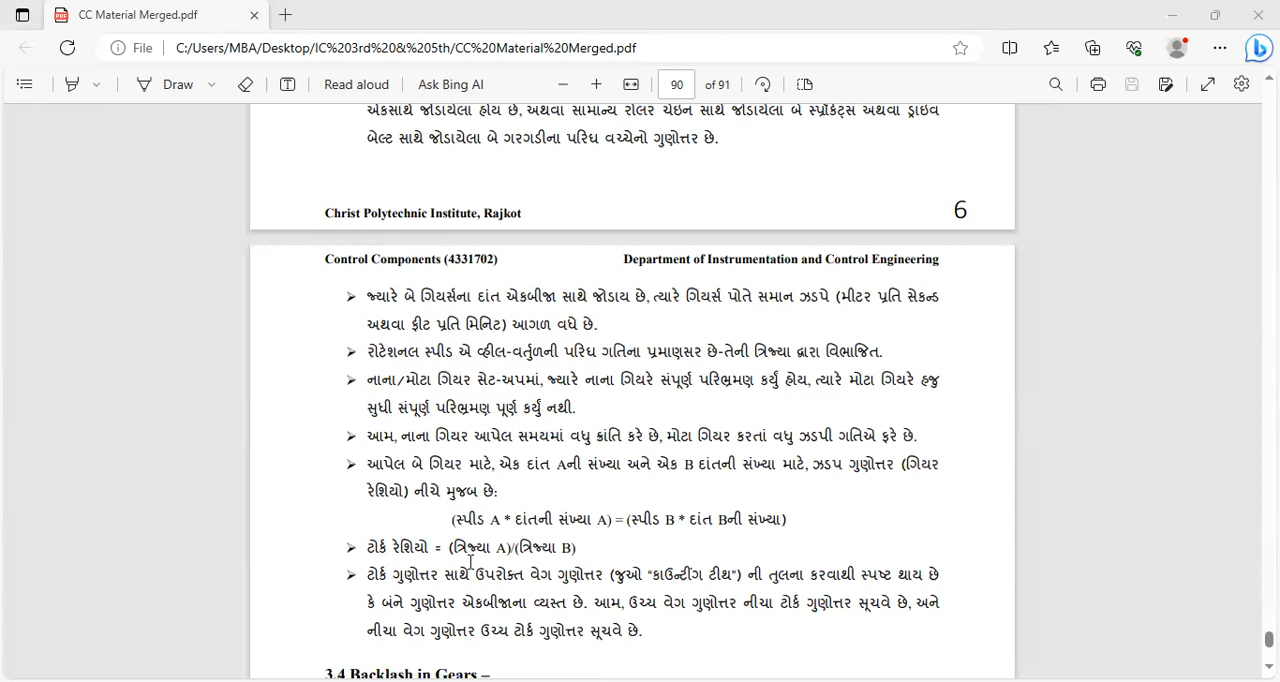 CC Material Merged.pdf
File
C:/Users/MBA/Desktop/IC%203rd%20&%205th/CC%20Material%20Merged.pdf
Draw
Read aloud
Ask Bing AI
90 of 91
એકસાથે જોડાયેલા હોય છે, અથવા સામાન્ય રોલર ચેઇન સાથે જોડાયેલા બે સ્પ્રૉકેટ્સ અથવા ડ્રાઇવ
બેલ્ટ સાથે જોડાયેલા બે ગરગડીના પરિઘ વચ્ચેનો ગુણોત્તર છે.
Christ Polytechnic Institute, Rajkot 6
Control Components (4331702) Department of Instrumentation and Control Engineering
➢ જ્યારે બે ગિયર્સના દાંત એકબીજા સાથે જોડાય છે, ત્યારે ગિયર્સ પોતે સમાન ઝડપે (મીટર પ્રતિ સેકન્ડ
અથવા ફીટ પ્રતિ મિનિટ) આગળ વધે છે.
➢ રોટેશનલ સ્પીડ એ વ્હીલ-વર્તુળની પરિઘ ગતિના પ્રમાણસર છે-તેની ત્રિજ્યા દ્વારા વિભાજિત.
➢ નાના/મોટા ગિયર સેટ-અપમાં, જ્યારે નાના ગિયરે સંપૂર્ણ પરિભ્રમણ કર્યું હોય, ત્યારે મોટા ગિયરે હજુ
સુધી સંપૂર્ણ પરિભ્રમણ પૂર્ણ કર્યું નથી.
➢ આમ, નાના ગિયર આપેલ સમયમાં વધુ ક્રાંતિ કરે છે, મોટા ગિયર કરતાં વધુ ઝડપી ગતિએ ફરે છે.
➢ આપેલ બે ગિયર માટે, એક દાંત Aની સંખ્યા અને એક B દાંતની સંખ્યા માટે, ઝડપ ગુણોત્તર (ગિયર
રેશિયો) નીચે મુજબ છે:
(સ્પીડ A * દાંતની સંખ્યા A) = (સ્પીડ B * દાંત Bની સંખ્યા)
➢ ટોર્ક રેશિયો = (ત્રિજ્યા A)/(ત્રિજ્યા B)
➢ ટોર્ક ગુણોત્તર સાથે ઉપરોક્ત વેગ ગુણોત્તર (જુઓ “કાઉન્ટીંગ ટીથ”) ની તુલના કરવાથી સ્પષ્ટ થાય છે
કે બંને ગુણોત્તર એકબીજાના વ્યસ્ત છે. આમ, ઉચ્ચ વેગ ગુણોત્તર નીચા ટોર્ક ગુણોત્તર સૂચવે છે, અને
નીચા વેગ ગુણોત્તર ઉચ્ચ ટોર્ક ગુણોત્તર સૂચવે છે.
3.4 Backlash in Gears –